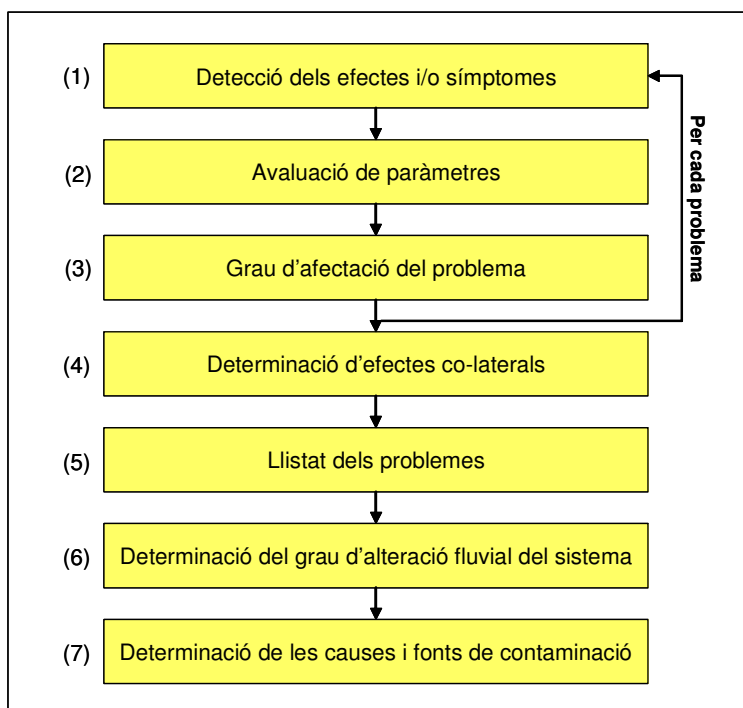 (1) Detecció dels efectes i/o símptomes
Per cada problema
(2) Avaluació de paràmetres
(3) Grau d'afectació del problema
(4) Determinació d'efectes co-laterals
(5) Llistat dels problemes
(6) Determinació del grau d'alteració fluvial del sistema
(7) Determinació de les causes i fonts de contaminació